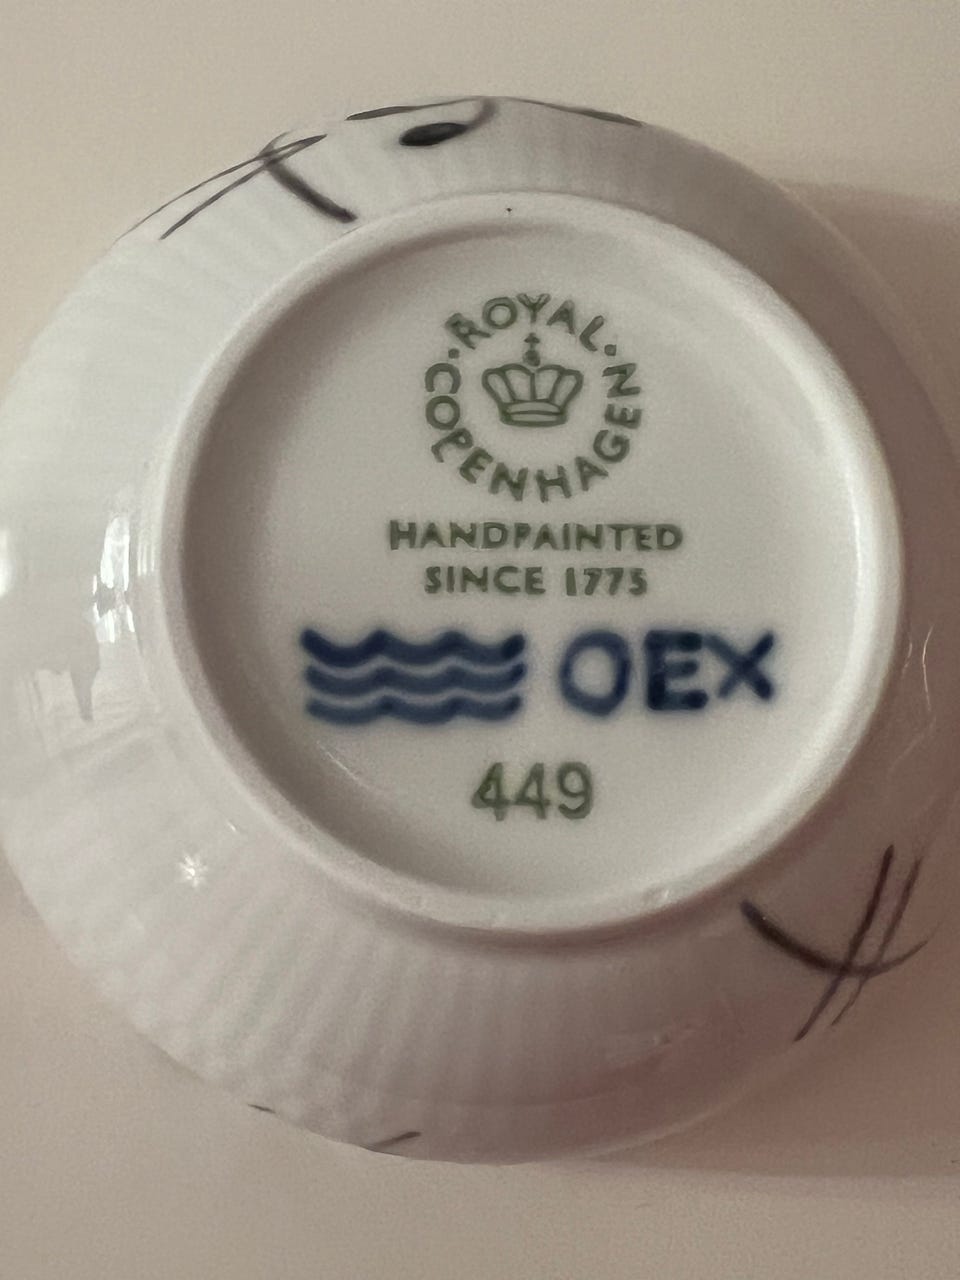 ROYAL
COPENHAGEN
HANDPAINTED
SINCE 1775
OEX
449